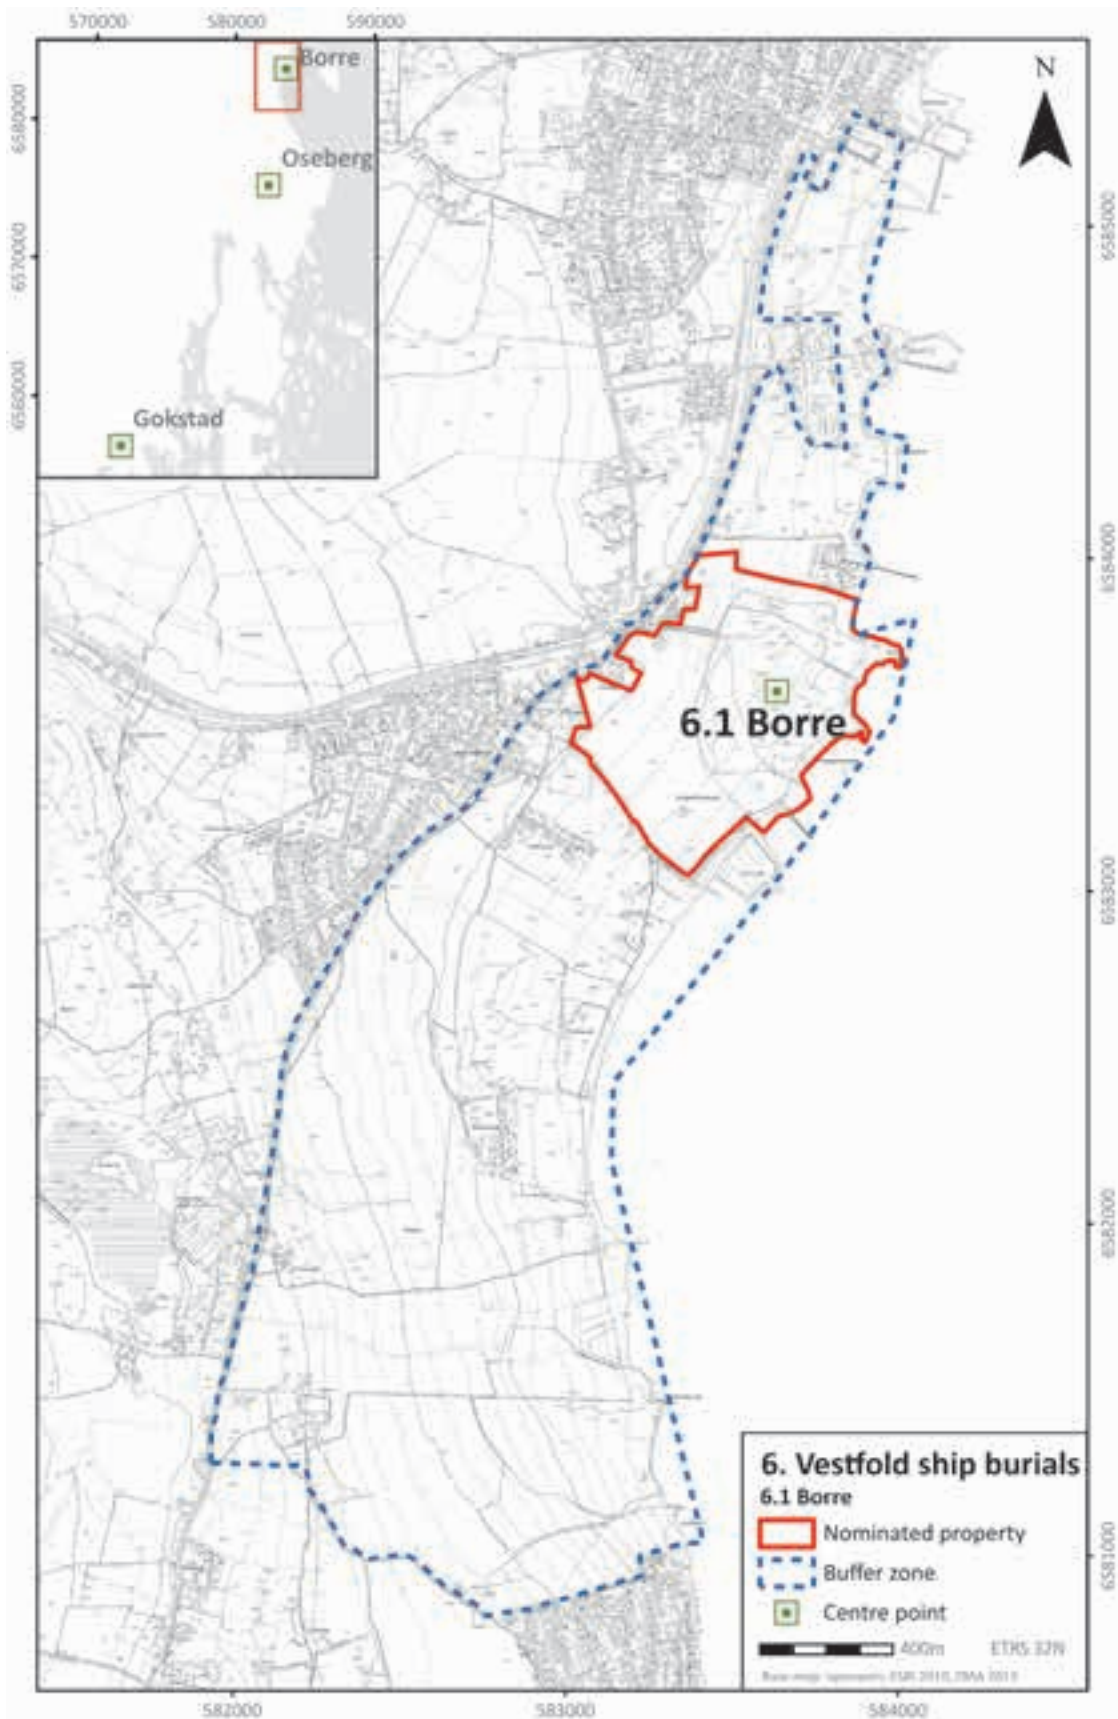 570000 580000 590000
Borre
Oseberg
Gokstad
6580000
6570000
6560000
N
6585000
6584000
6583000
6582000
6581000
6.1 Borre
6. Vestfold ship burials
6.1 Borre
Nominated property
Buffer zone
Centre point
400m ETRS 32N
582000 583000 584000